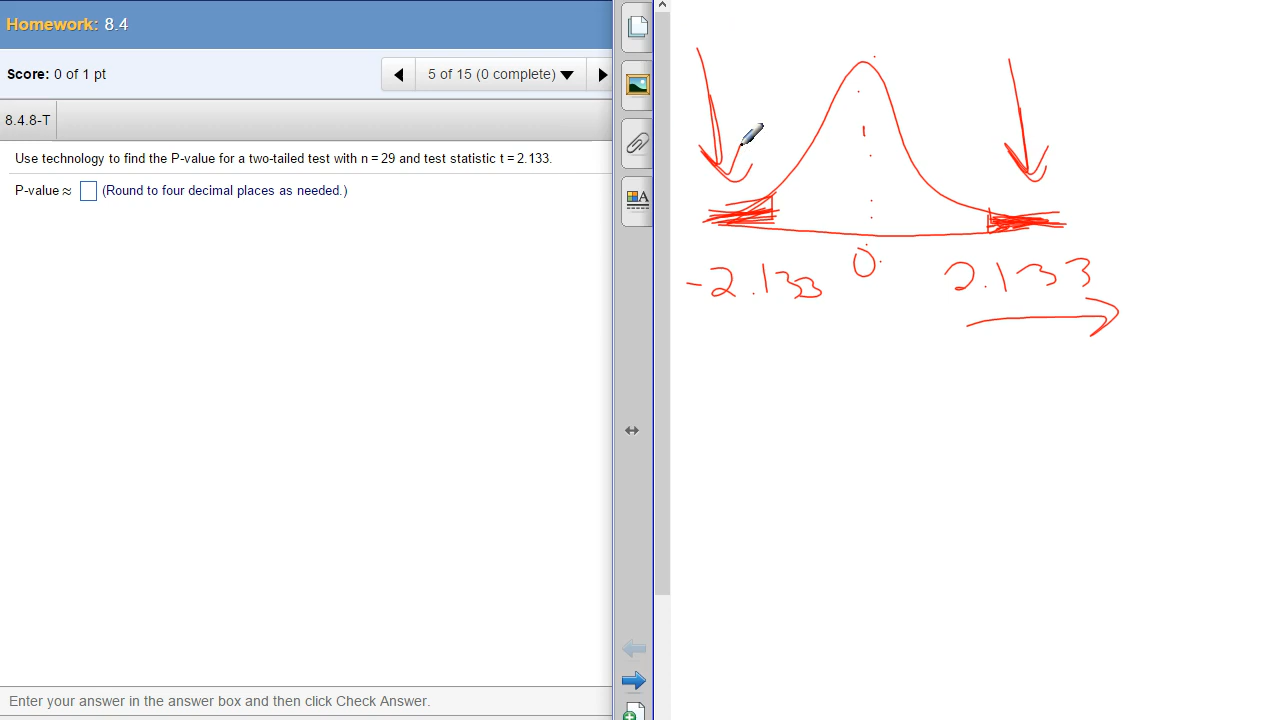 Homework: 8.4
Score: 0 of 1 pt
5 of 15 (0 complete)
8.4.8-T
Use technology to find the P-value for a two-tailed test with n = 29 and test statistic t = 2.133.
P-value ≈ (Round to four decimal places as needed.)
-2.133 0 2.133
Enter your answer in the answer box and then click Check Answer.